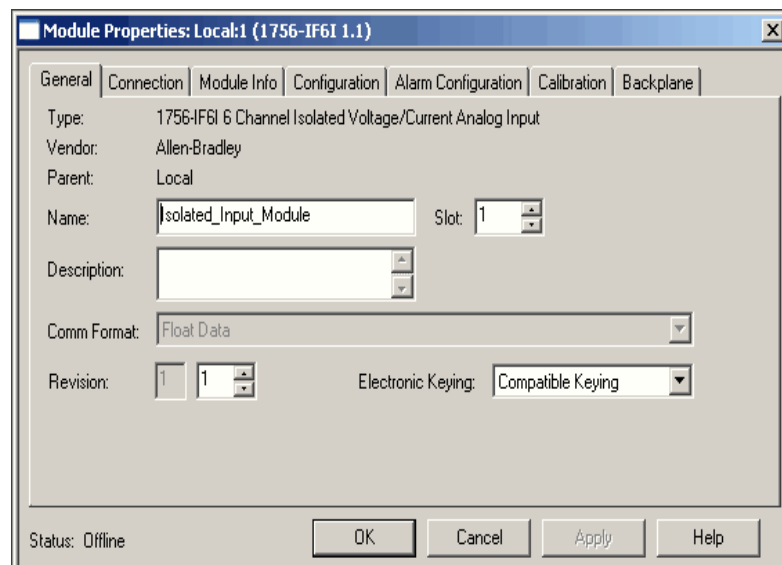 Module Properties: Local:1 (1756-IF6I 1.1)
General Connection Module Info Configuration Alarm Configuration Calibration Backplane
Type: 1756-IF6I 6 Channel Isolated Voltage/Current Analog Input
Vendor: Allen-Bradley
Parent: Local
Name: Isolated_Input_Module Slot: 1
Description:
Comm Format: Float Data
Revision: 1 1 Electronic Keying: Compatible Keying
Status: Offline OK Cancel Apply Help